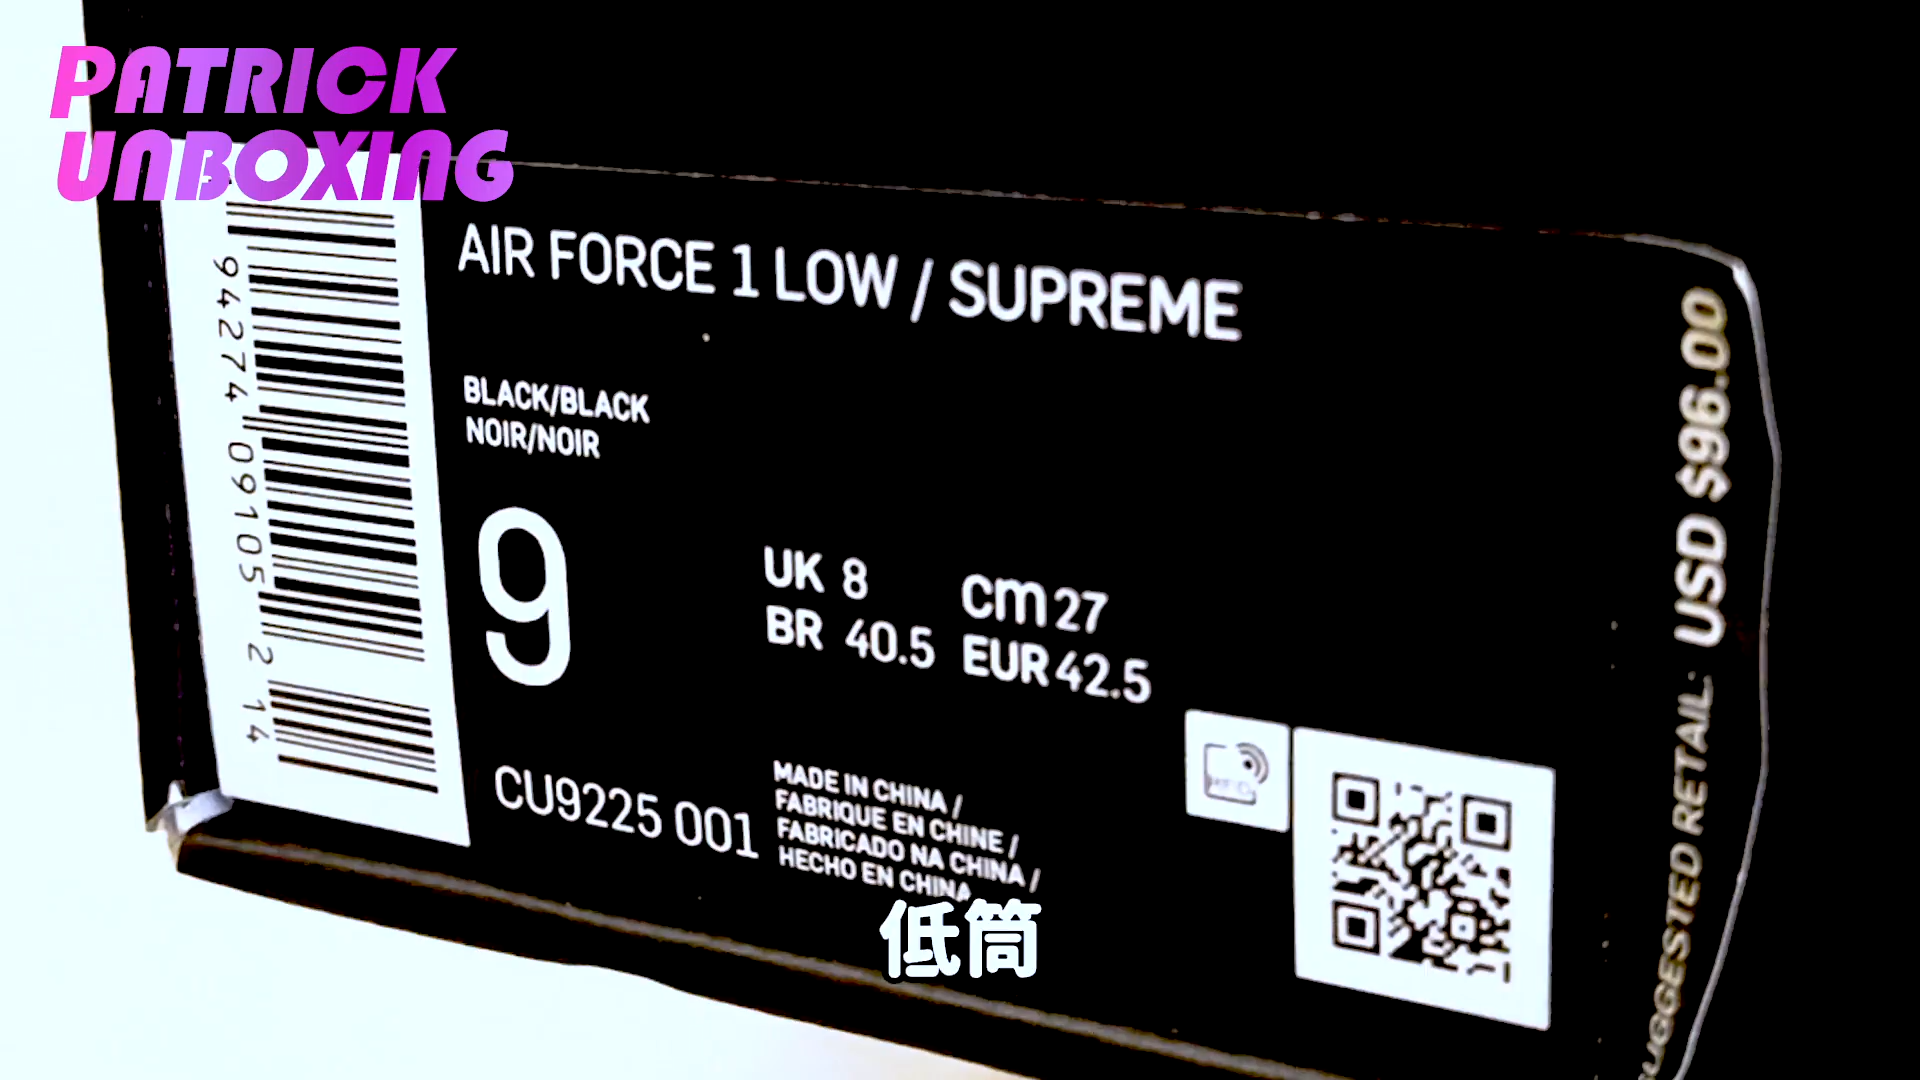 PATRICK
UNBOXING
AIR FORCE 1 LOW / SUPREME
BLACK/BLACK
NOIR/NOIR
9
UK 8 cm 27
BR 40.5 EUR 42.5
CU9225 001
MADE IN CHINA /
FABRIQUE EN CHINE /
FABRICADO NA CHINA /
HECHO EN CHINA
94274 09105 2 14
SUGGESTED RETAIL: USD $96.00
低筒